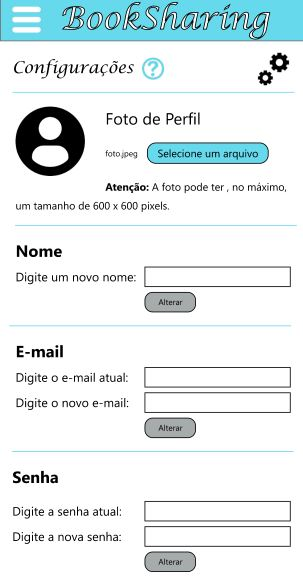 BookSharing
Configurações ?
Foto de Perfil
foto.jpeg Selecione um arquivo
Atenção: A foto pode ter , no máximo,
um tamanho de 600 x 600 pixels.
Nome
Digite um novo nome:
Alterar
E-mail
Digite o e-mail atual:
Digite o novo e-mail:
Alterar
Senha
Digite a senha atual:
Digite a nova senha:
Alterar